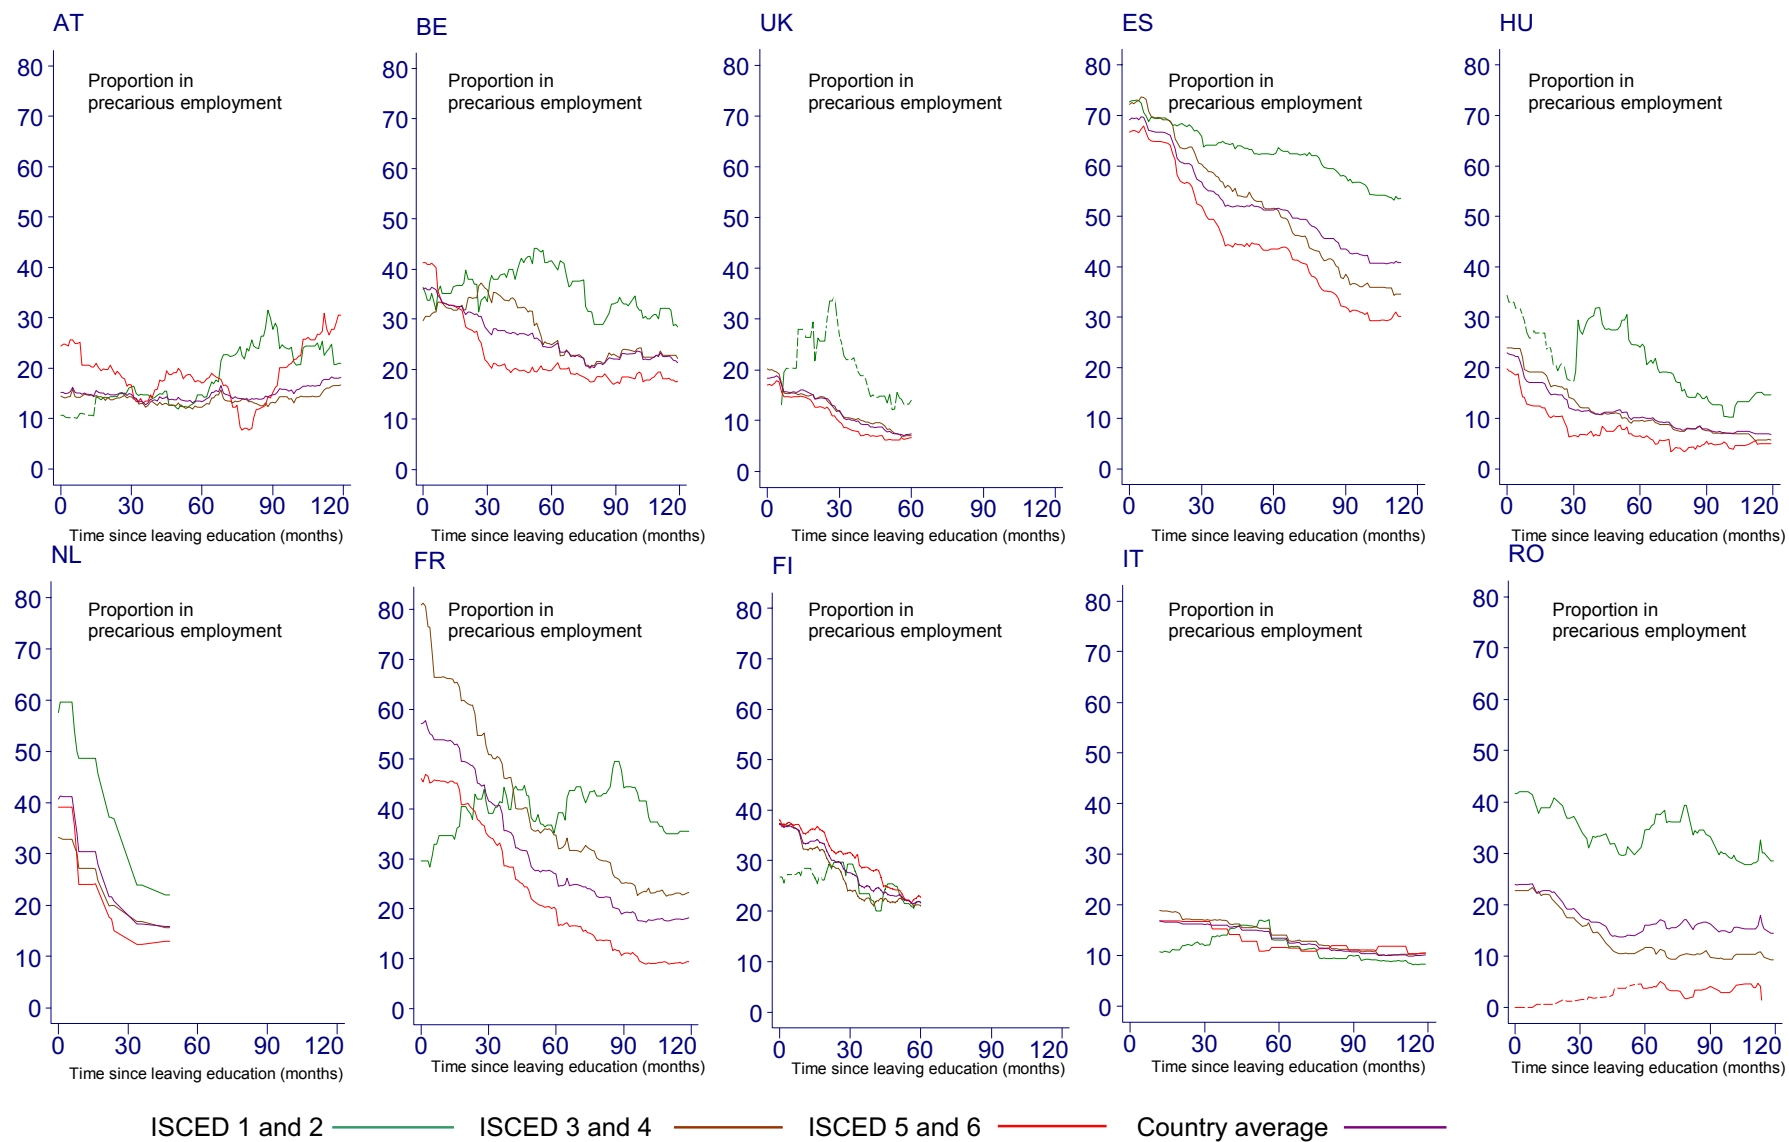 AT
80
70
60
50
40
30
20
10
0
Proportion in
precarious employment
0 30 60 90 120
Time since leaving education (months)
BE
80
70
60
50
40
30
20
10
0
Proportion in
precarious employment
0 30 60 90 120
Time since leaving education (months)
UK
80
70
60
50
40
30
20
10
0
Proportion in
precarious employment
0 30 60 90 120
Time since leaving education (months)
ES
80
70
60
50
40
30
20
10
0
Proportion in
precarious employment
0 30 60 90 120
Time since leaving education (months)
HU
80
70
60
50
40
30
20
10
0
Proportion in
precarious employment
0 30 60 90 120
Time since leaving education (months)
NL
80
70
60
50
40
30
20
10
0
Proportion in
precarious employment
0 30 60 90 120
Time since leaving education (months)
FR
80
70
60
50
40
30
20
10
0
Proportion in
precarious employment
0 30 60 90 120
Time since leaving education (months)
FI
80
70
60
50
40
30
20
10
0
Proportion in
precarious employment
0 30 60 90 120
Time since leaving education (months)
IT
80
70
60
50
40
30
20
10
0
Proportion in
precarious employment
0 30 60 90 120
Time since leaving education (months)
RO
80
70
60
50
40
30
20
10
0
Proportion in
precarious employment
0 30 60 90 120
Time since leaving education (months)
ISCED 1 and 2 ISCED 3 and 4 ISCED 5 and 6 Country average